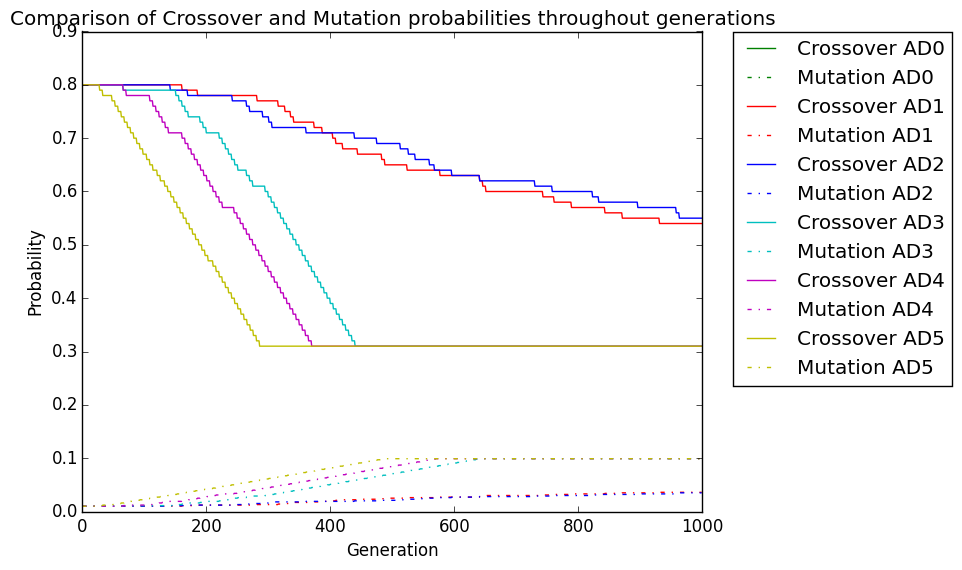 Comparison of Crossover and Mutation probabilities throughout generations
0.9
0.8
0.7
0.6
0.5
0.4
0.3
0.2
0.1
0.0
Probability
0
200
400
600
800
1000
Generation
Crossover AD0
Mutation AD0
Crossover AD1
Mutation AD1
Crossover AD2
Mutation AD2
Crossover AD3
Mutation AD3
Crossover AD4
Mutation AD4
Crossover AD5
Mutation AD5